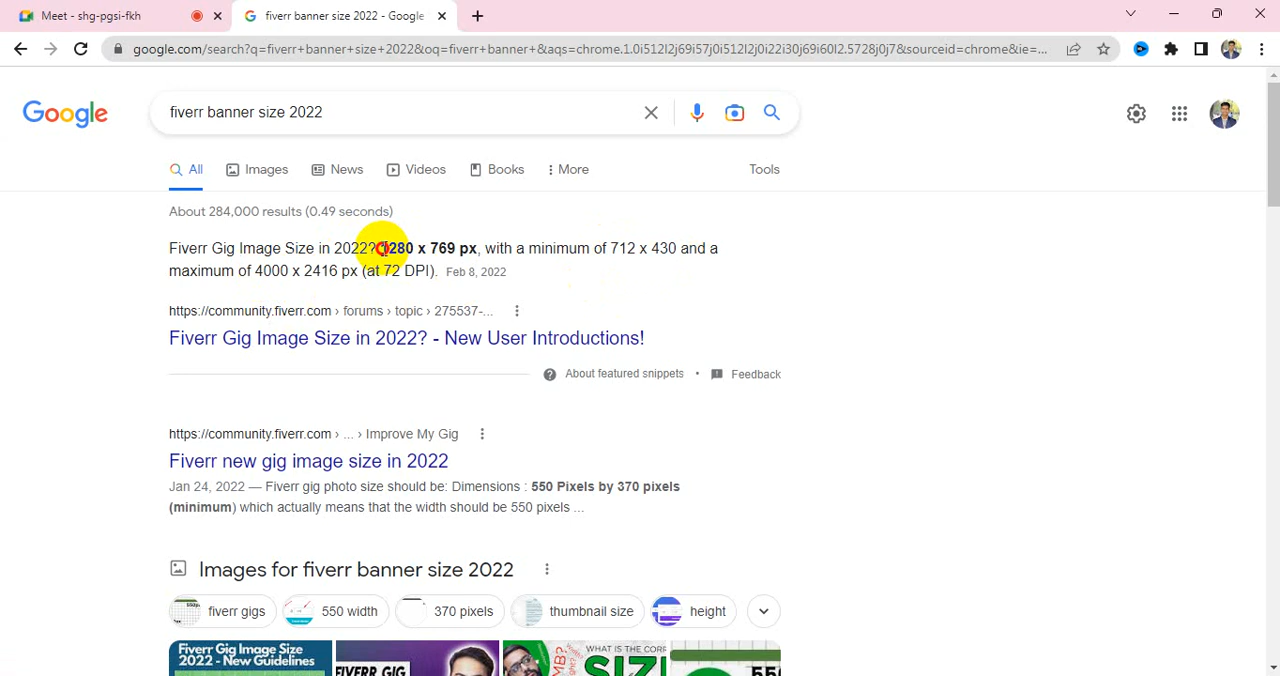 Meet - shg-pgsi-fkh
fiverr banner size 2022 - Google
google.com/search?q=fiverr+banner+size+2022&oq=fiverr+banner+&aqs=chrome.1.0i512l2j69i57j0i512l2j0i22i30j69i60l2.5728j0j7&sourceid=chrome&ie=...
Google
fiverr banner size 2022
All
Images
News
Videos
Books
More
Tools
About 284,000 results (0.49 seconds)
Fiverr Gig Image Size in 2022? 1280 x 769 px, with a minimum of 712 x 430 and a
maximum of 4000 x 2416 px (at 72 DPI). Feb 8, 2022
https://community.fiverr.com › forums › topic › 275537-...
Fiverr Gig Image Size in 2022? - New User Introductions!
About featured snippets • Feedback
https://community.fiverr.com › ... › Improve My Gig
Fiverr new gig image size in 2022
Jan 24, 2022 — Fiverr gig photo size should be: Dimensions : 550 Pixels by 370 pixels
(minimum) which actually means that the width should be 550 pixels ...
Images for fiverr banner size 2022
fiverr gigs
550 width
370 pixels
thumbnail size
height
Fiverr Gig Image Size
2022 - New Guidelines
FIVERR GIG
WHAT IS THE CORR
SIZ